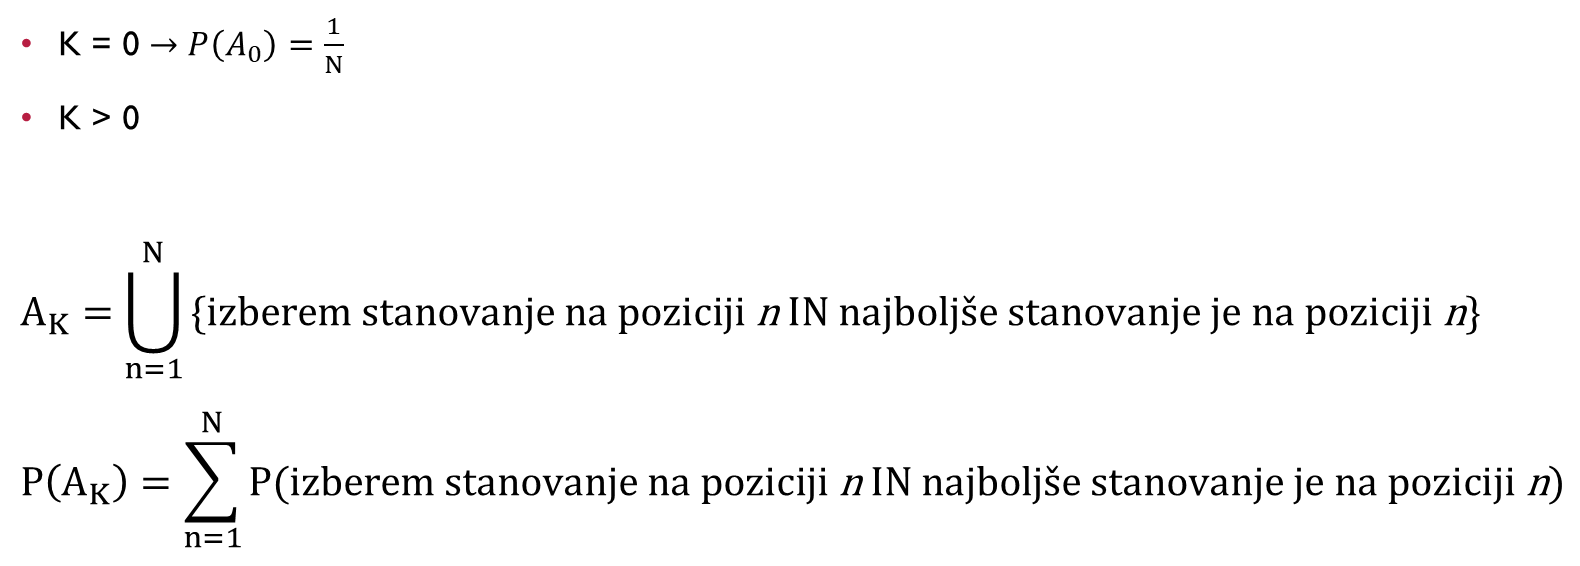 • K = 0 → P(A₀) = 1/N
• K > 0
A_K = ⋃_{n=1}^{N} {izberem stanovanje na poziciji n IN najboljše stanovanje je na poziciji n}
P(A_K) = ∑_{n=1}^{N} P(izberem stanovanje na poziciji n IN najboljše stanovanje je na poziciji n)